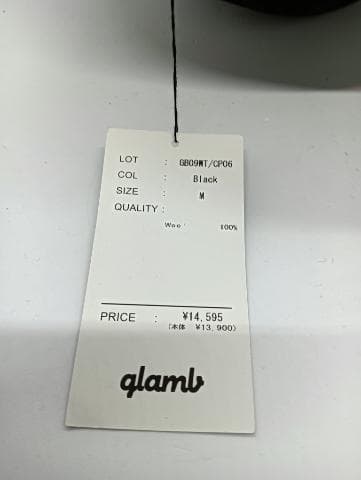 LOT : GB09WT/CP06
COL : Black
SIZE : M
QUALITY :
Woo 100%
PRICE : ¥14,595
(本体 ¥13,900)
glamb